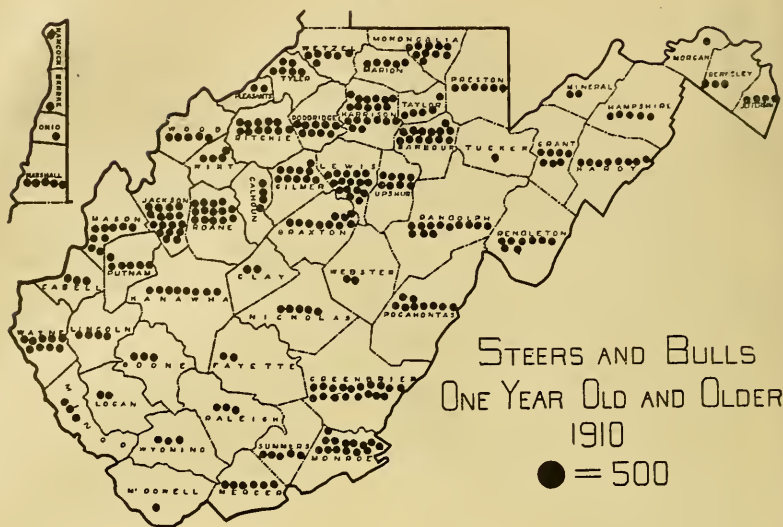 HANCOCK
BROOKE
OHIO
MARSHALL
WETZEL
MONONGALIA
MARION
TYLER
PLEASANTS
PRESTON
MORGAN
BERKELEY
MINERAL
HAMPSHIRE
WOOD
RITCHIE
DODDRIDGE
HARRISON
TAYLOR
BARBOUR
TUCKER
GRANT
HARDY
WIRT
CALHOUN
GILMER
LEWIS
UPSHUR
JACKSON
ROANE
MASON
BRAXTON
RANDOLPH
PENDLETON
PUTNAM
CLAY
WEBSTER
CABELL
KANAWHA
NICHOLAS
POCAHONTAS
WAYNE
LINCOLN
BOONE
FAYETTE
GREENBRIER
MINGO
LOGAN
RALEIGH
WYOMING
SUMMERS
MONROE
McDOWELL
MERCER
STEERS AND BULLS
ONE YEAR OLD AND OLDER
1910
= 500